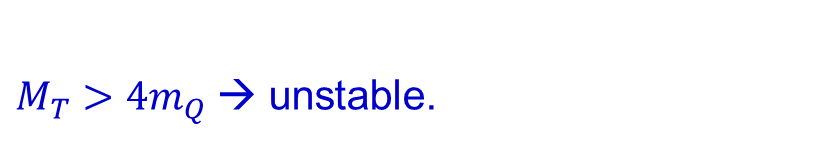 M_T > 4m_Q → unstable.